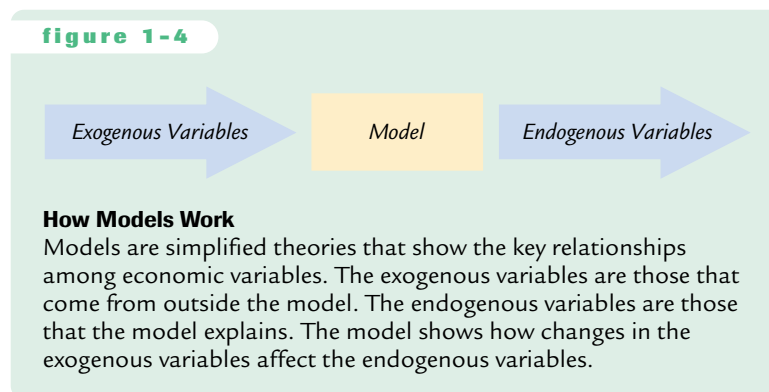 figure 1-4
Exogenous Variables Model Endogenous Variables
How Models Work
Models are simplified theories that show the key relationships
among economic variables. The exogenous variables are those that
come from outside the model. The endogenous variables are those
that the model explains. The model shows how changes in the
exogenous variables affect the endogenous variables.